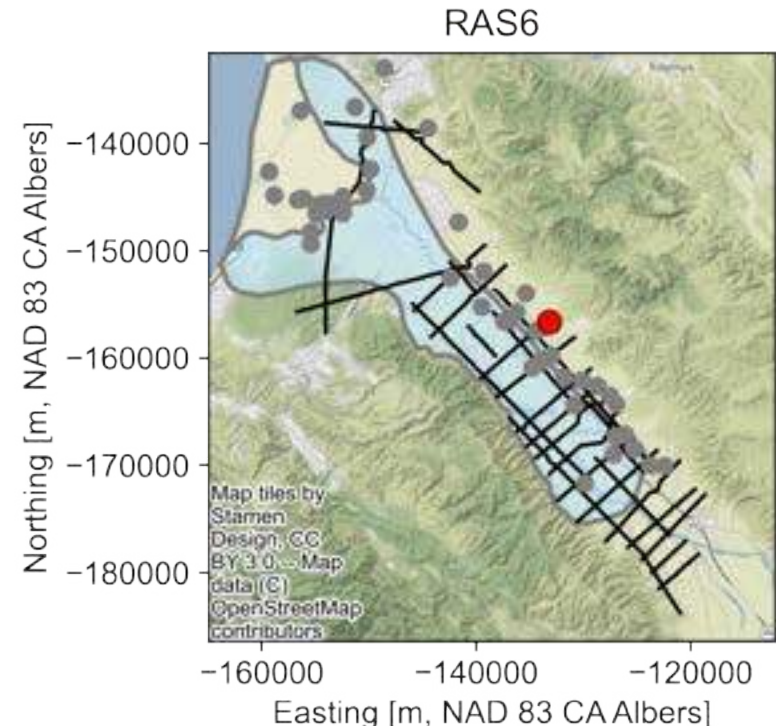 RAS6
Northing [m, NAD 83 CA Albers]
−140000
−150000
−160000
−170000
−180000
Map tiles by
Stamen
Design, CC
BY 3.0 -- Map
data (C)
OpenStreetMap
contributors
−160000
−140000
−120000
Easting [m, NAD 83 CA Albers]